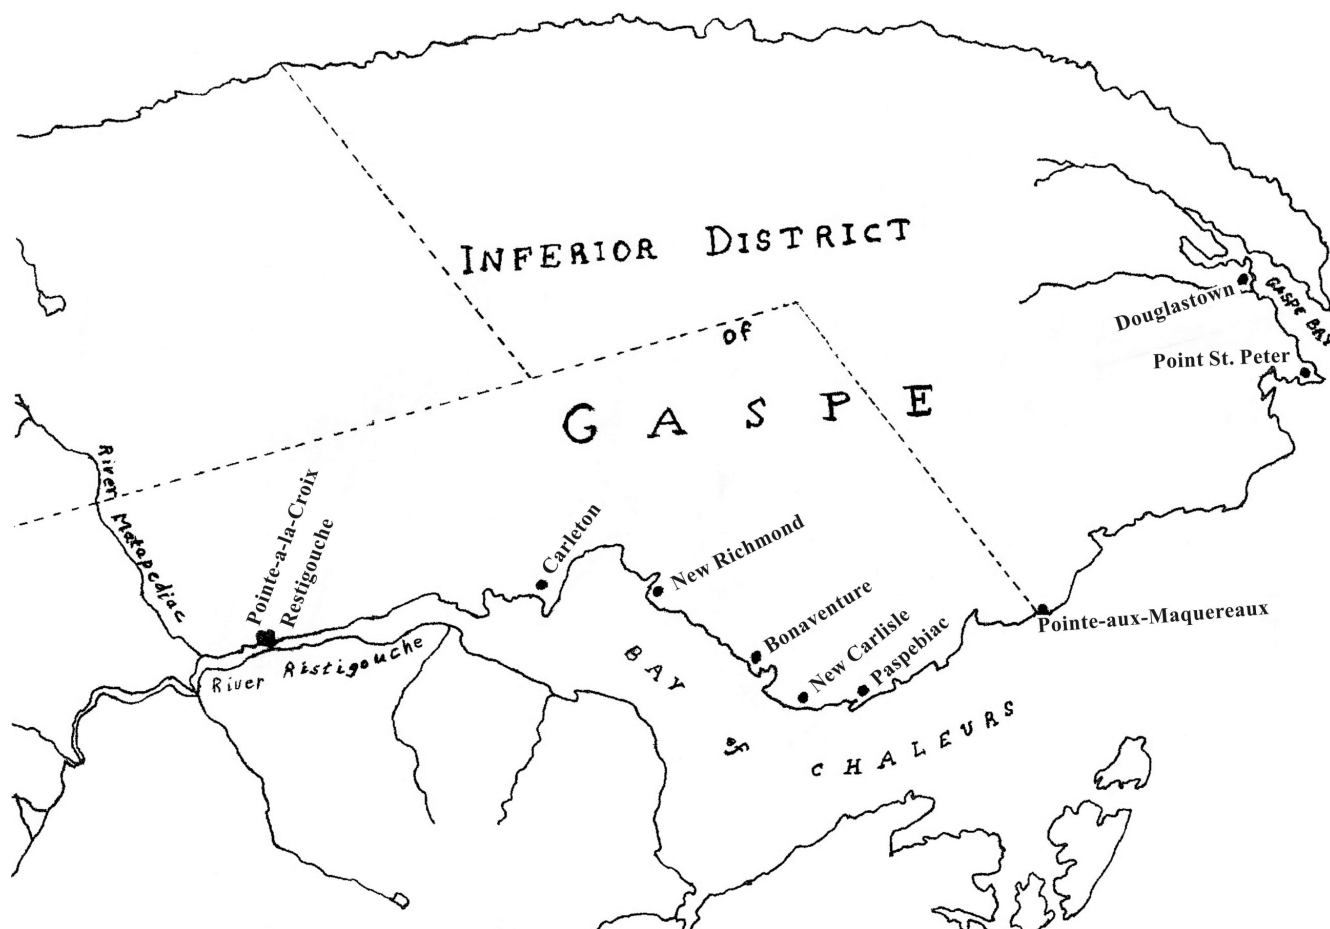 INFERIOR DISTRICT
of
GASPE
Douglastown
GASPE BAY
Point St. Peter
River Matapediac
Pointe-a-la-Croix
Restigouche
Carleton
New Richmond
Bonaventure
New Carlisle
Paspebiac
Pointe-aux-Maquereaux
River Ristigouche
BAY
of
CHALEURS